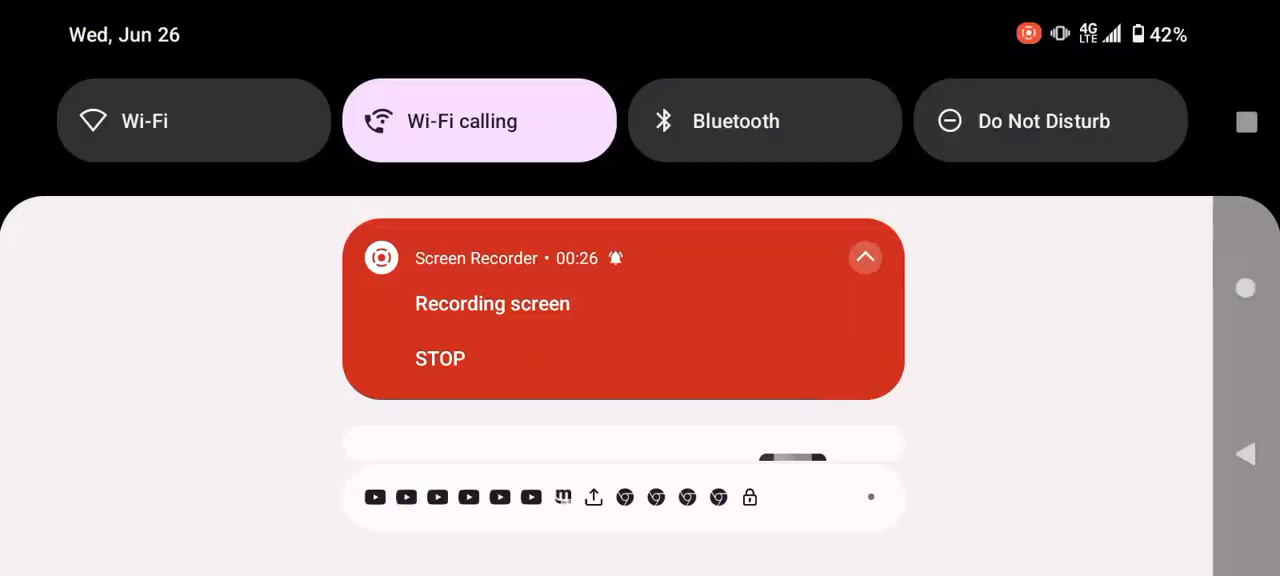 Wed, Jun 26
4G LTE 42%
Wi-Fi
Wi-Fi calling
Bluetooth
Do Not Disturb
Screen Recorder • 00:26
Recording screen
STOP